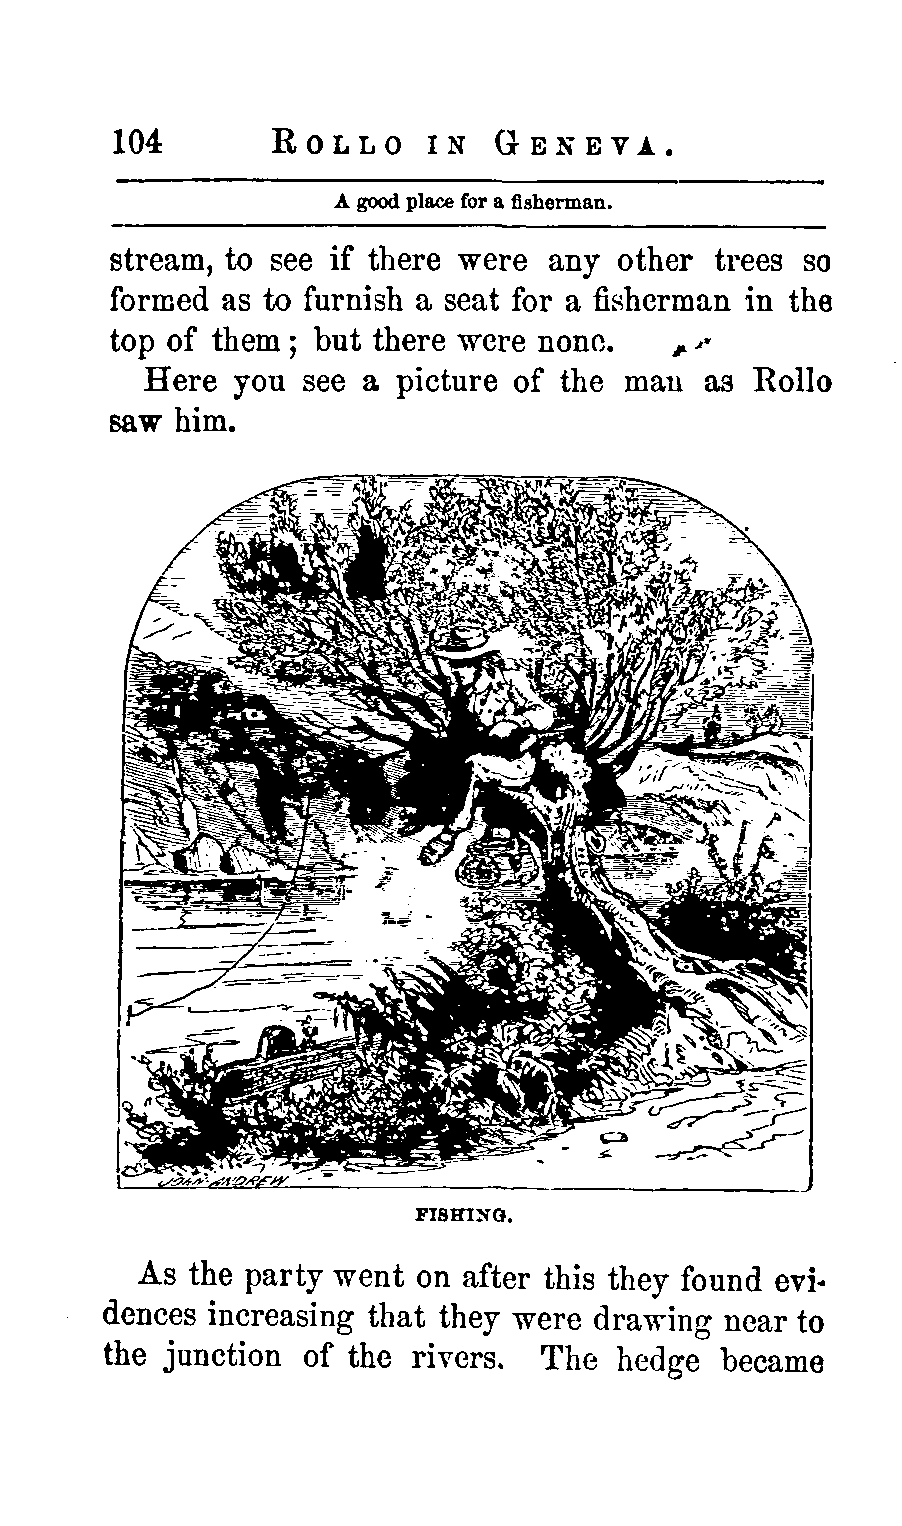 104 ROLLO IN GENEVA.
A good place for a fisherman.
stream, to see if there were any other trees so
formed as to furnish a seat for a fisherman in the
top of them; but there were none.
Here you see a picture of the man as Rollo
saw him.
JOHN ANDREW
FISHING.
As the party went on after this they found evi-
dences increasing that they were drawing near to
the junction of the rivers. The hedge became